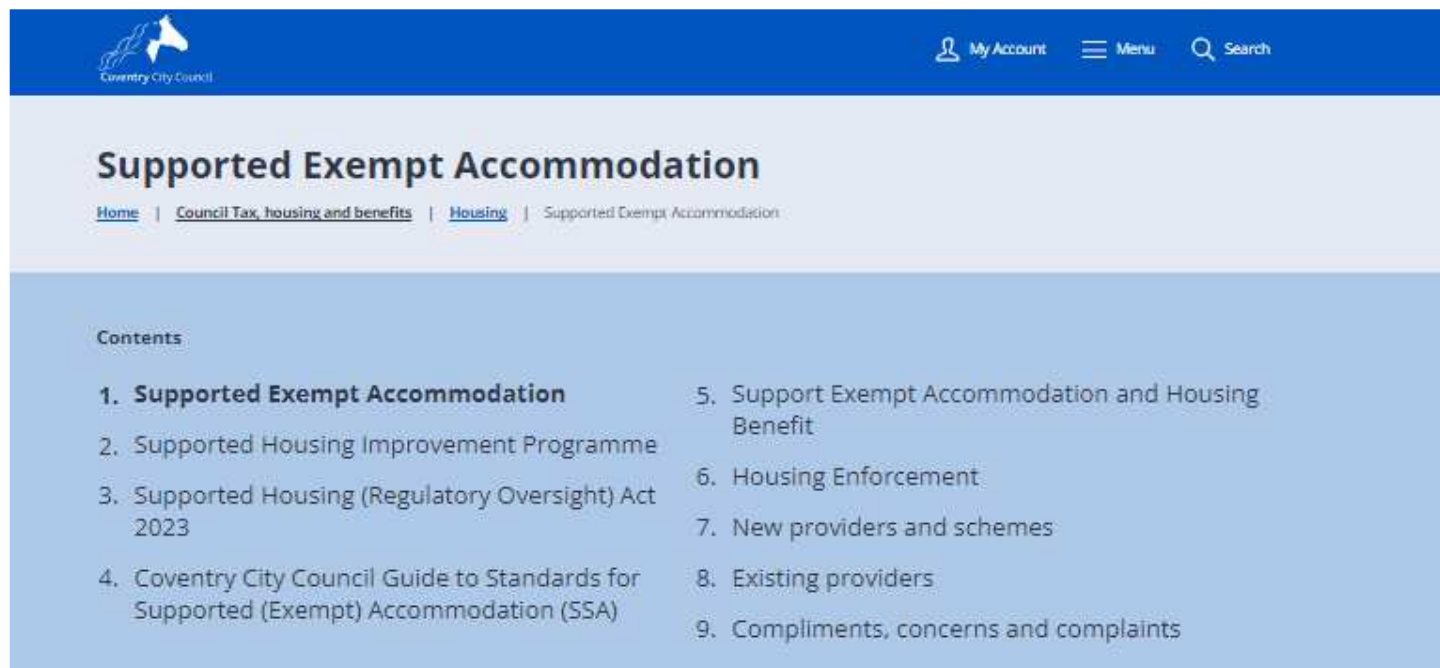 Coventry City Council
My Account
Menu
Search
Supported Exempt Accommodation
Home | Council Tax, housing and benefits | Housing | Supported Exempt Accommodation
Contents
1. Supported Exempt Accommodation
2. Supported Housing Improvement Programme
3. Supported Housing (Regulatory Oversight) Act
2023
4. Coventry City Council Guide to Standards for
Supported (Exempt) Accommodation (SSA)
5. Support Exempt Accommodation and Housing
Benefit
6. Housing Enforcement
7. New providers and schemes
8. Existing providers
9. Compliments, concerns and complaints